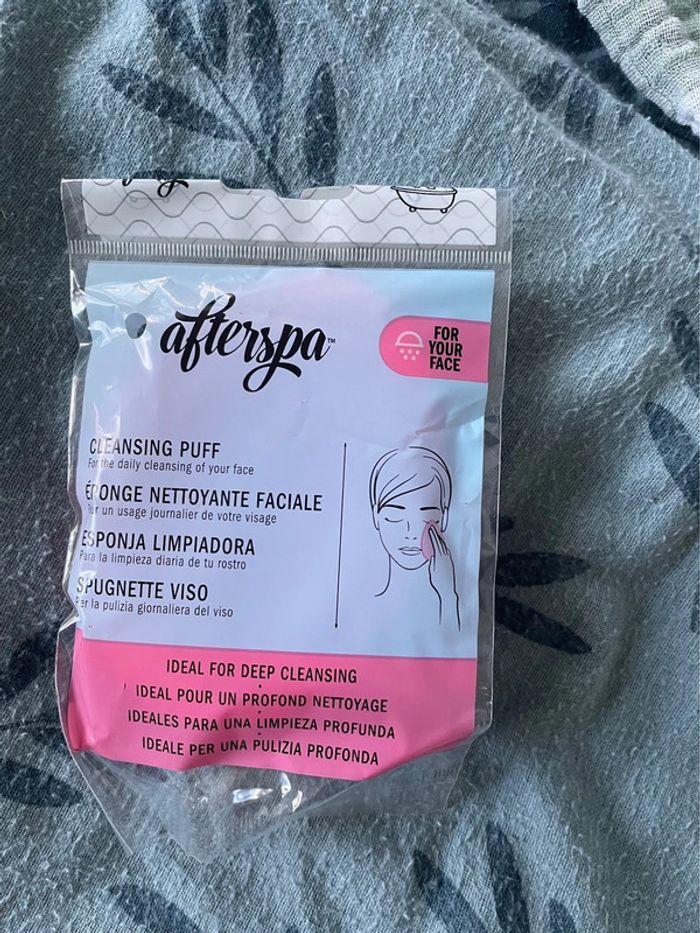 afterspa™
FOR
YOUR
FACE
CLEANSING PUFF
For the daily cleansing of your face
ÉPONGE NETTOYANTE FACIALE
Pour un usage journalier de votre visage
ESPONJA LIMPIADORA
Para la limpieza diaria de tu rostro
SPUGNETTE VISO
Per la pulizia giornaliera del viso
IDEAL FOR DEEP CLEANSING
IDEAL POUR UN PROFOND NETTOYAGE
IDEALES PARA UNA LIMPIEZA PROFUNDA
IDEALE PER UNA PULIZIA PROFONDA